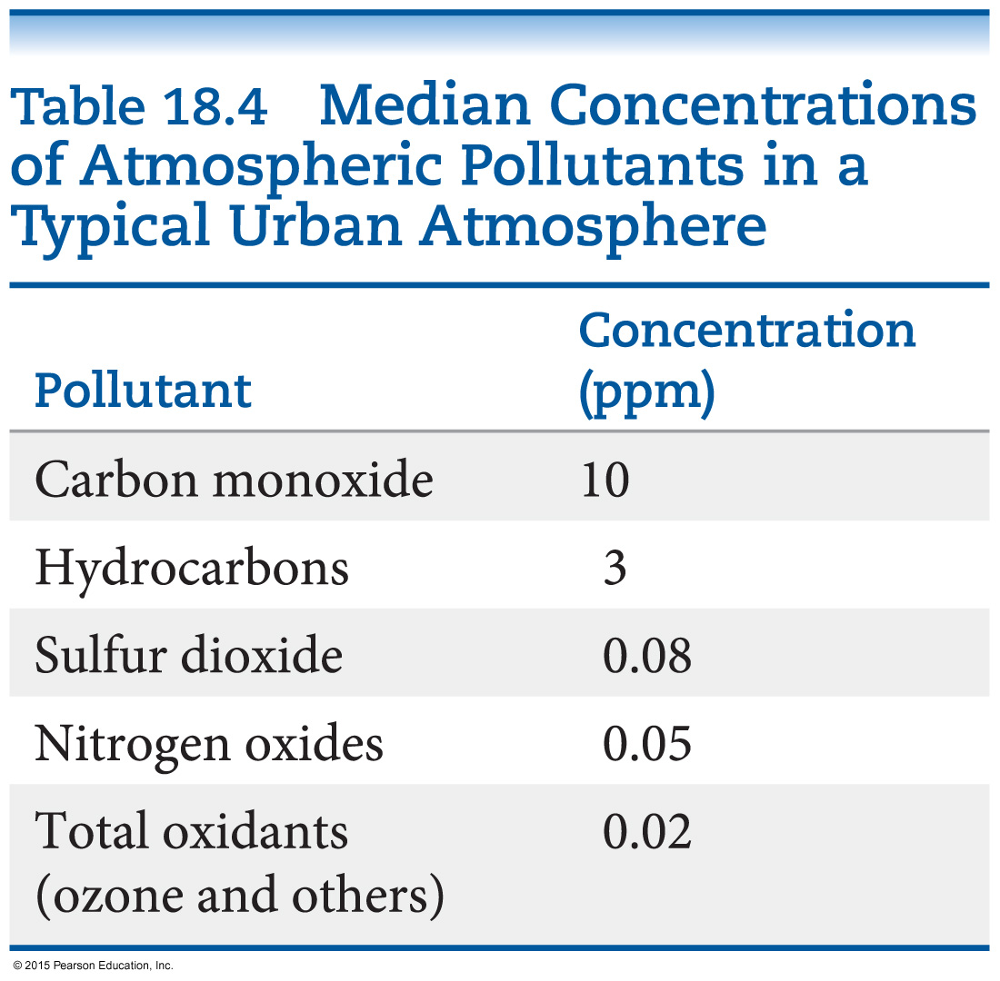 Table 18.4 Median Concentrations
of Atmospheric Pollutants in a
Typical Urban Atmosphere
Pollutant Concentration (ppm)
Carbon monoxide 10
Hydrocarbons 3
Sulfur dioxide 0.08
Nitrogen oxides 0.05
Total oxidants 0.02
(ozone and others)
© 2015 Pearson Education, Inc.